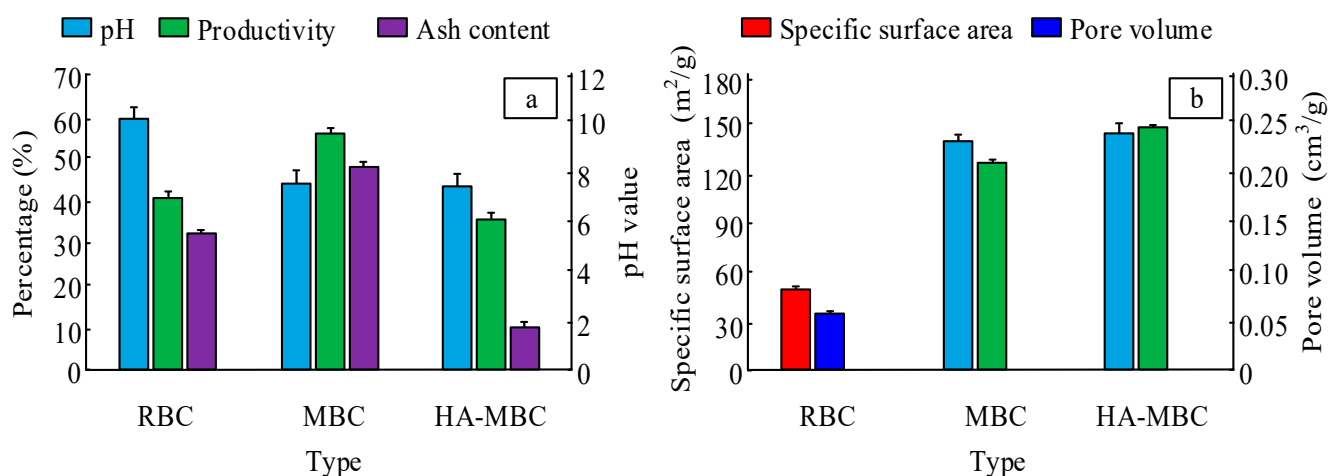 pH Productivity Ash content
a
Percentage (%)
70
60
50
40
30
20
10
0
12
10
8
6
4
2
0
pH value
RBC MBC HA-MBC
Type
Specific surface area Pore volume
b
Specific surface area (m²/g)
180
150
120
90
60
30
0
0.30
0.25
0.20
0.15
0.10
0.05
0
Pore volume (cm³/g)
RBC MBC HA-MBC
Type